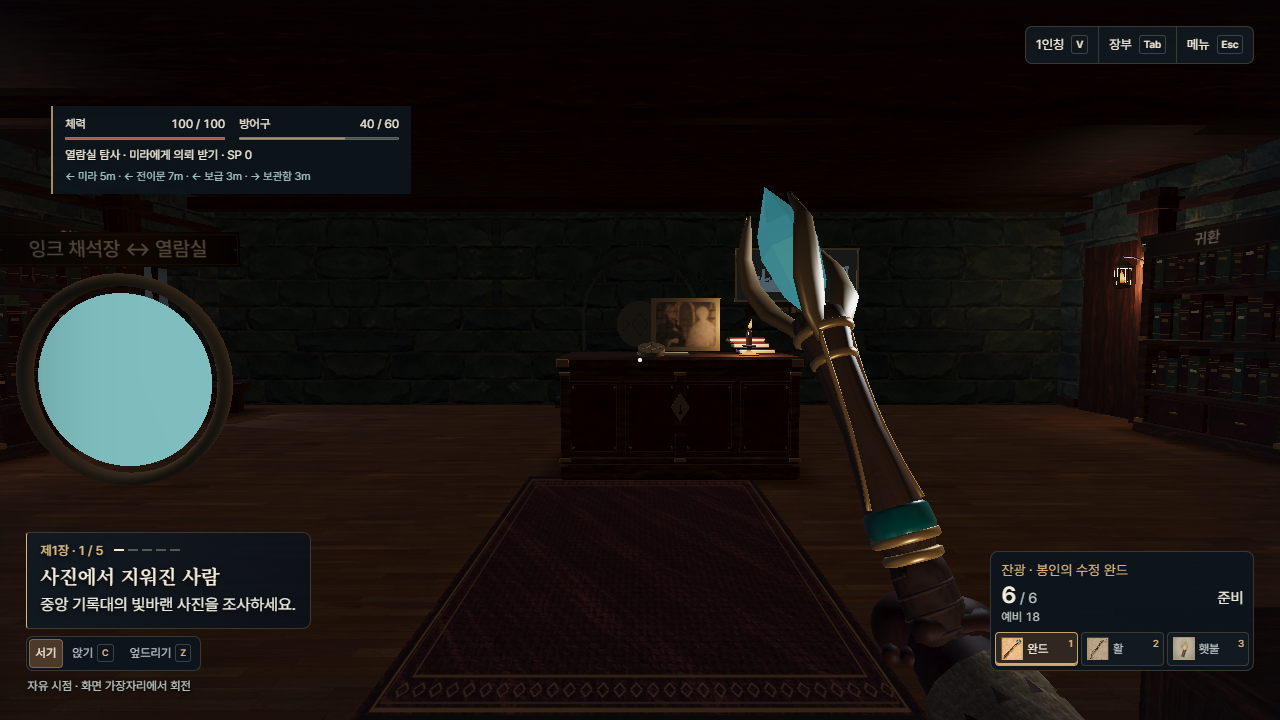 1인칭 V 장부 Tab 메뉴 Esc
체력 100 / 100 방어구 40 / 60
열람실 탐사 · 미라에게 의뢰 받기 · SP 0
← 미라 5m · ← 전이문 7m · ← 보급 3m · → 보관함 3m
잉크 채석장 ↔ 열람실
귀환
제1장 · 1 / 5
사진에서 지워진 사람
중앙 기록대의 빛바랜 사진을 조사하세요.
서기 앉기 C 엎드리기 Z
자유 시점 · 화면 가장자리에서 회전
잔광 · 봉인의 수정 완드
6 / 6 준비
예비 18
완드 1 활 2 횃불 3